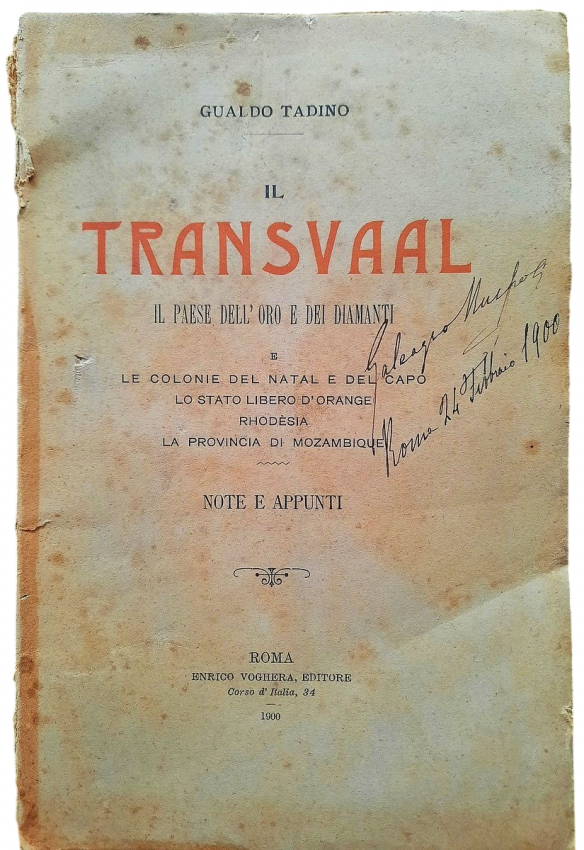 GUALDO TADINO
IL
TRANSVAAL
IL PAESE DELL' ORO E DEI DIAMANTI
E
LE COLONIE DEL NATAL E DEL CAPO
LO STATO LIBERO D'ORANGE
RHODÈSIA
LA PROVINCIA DI MOZAMBIQUE
Roma 24 Febbraio 1900
NOTE E APPUNTI
ROMA
ENRICO VOGHERA, EDITORE
Corso d' Italia, 34
1900